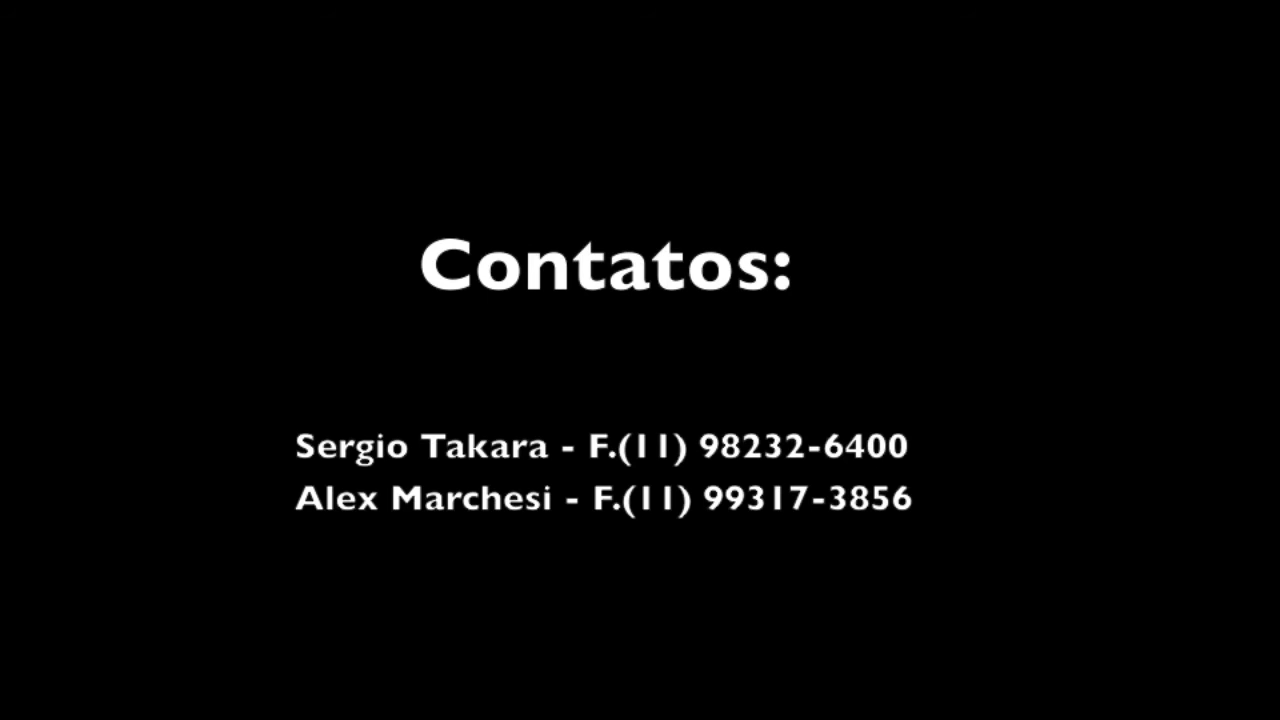 Contatos:
Sergio Takara - F.(11) 98232-6400
Alex Marchesi - F.(11) 99317-3856